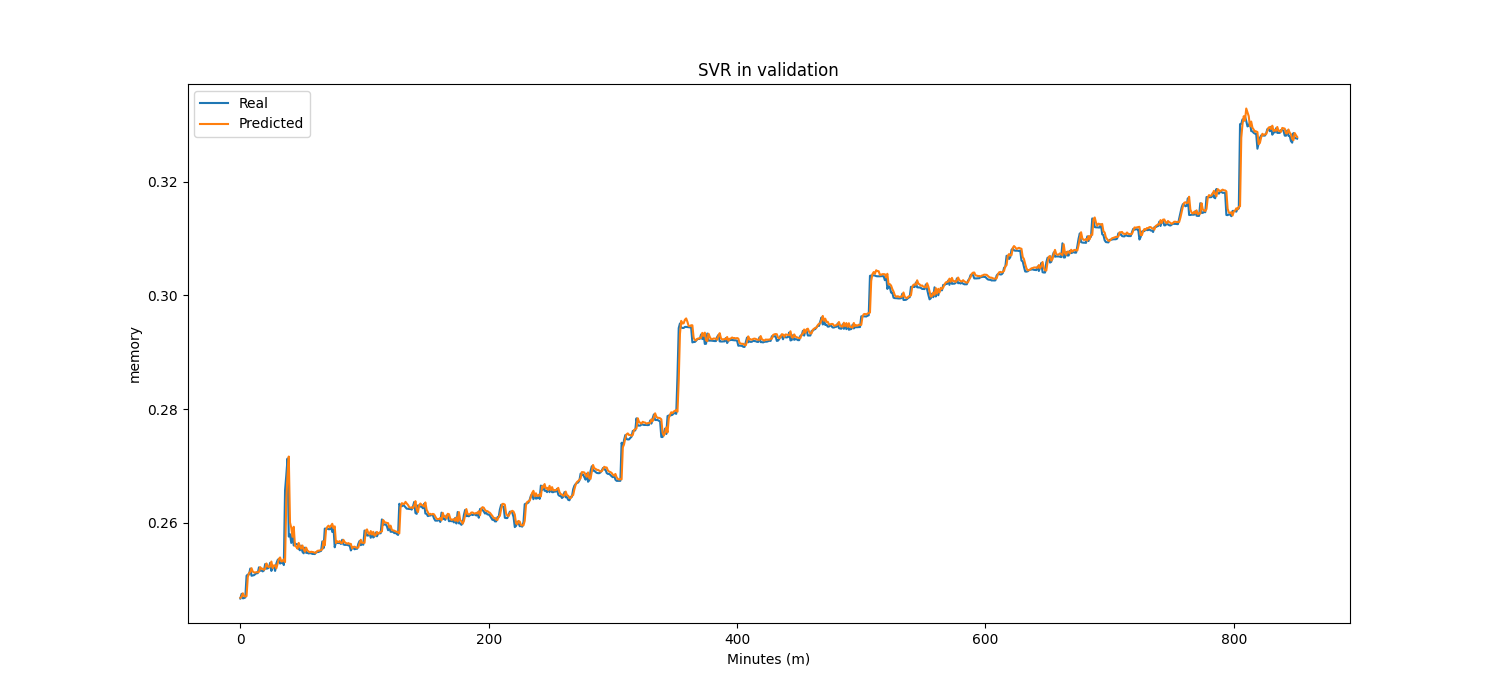 SVR in validation
Real
Predicted
memory
0.32
0.30
0.28
0.26
0 200 400 600 800
Minutes (m)